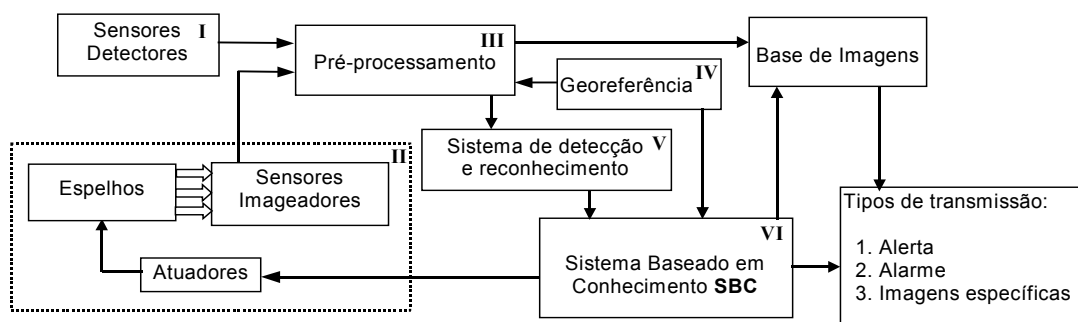 Sensores
Detectores
I
Pré-processamento
III
Base de Imagens
Georeferência
IV
Sistema de detecção
e reconhecimento
V
II
Espelhos
Sensores
Imageadores
Atuadores
VI
Sistema Baseado em
Conhecimento SBC
Tipos de transmissão:
1. Alerta
2. Alarme
3. Imagens específicas